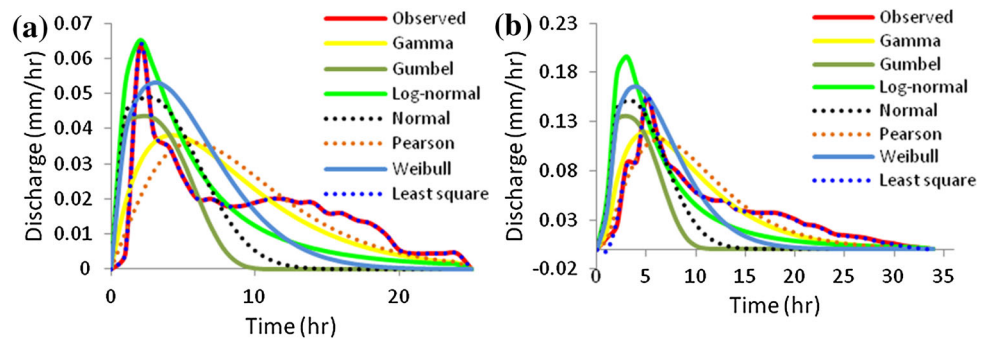 (a)
Discharge (mm/hr)
0.07
0.06
0.05
0.04
0.03
0.02
0.01
0
0
10
20
Time (hr)
Observed
Gamma
Gumbel
Log-normal
Normal
Pearson
Weibull
Least square
(b)
Discharge (mm/hr)
0.23
0.18
0.13
0.08
0.03
-0.02
0
5
10
15
20
25
30
35
Time (hr)
Observed
Gamma
Gumbel
Log-normal
Normal
Pearson
Weibull
Least square